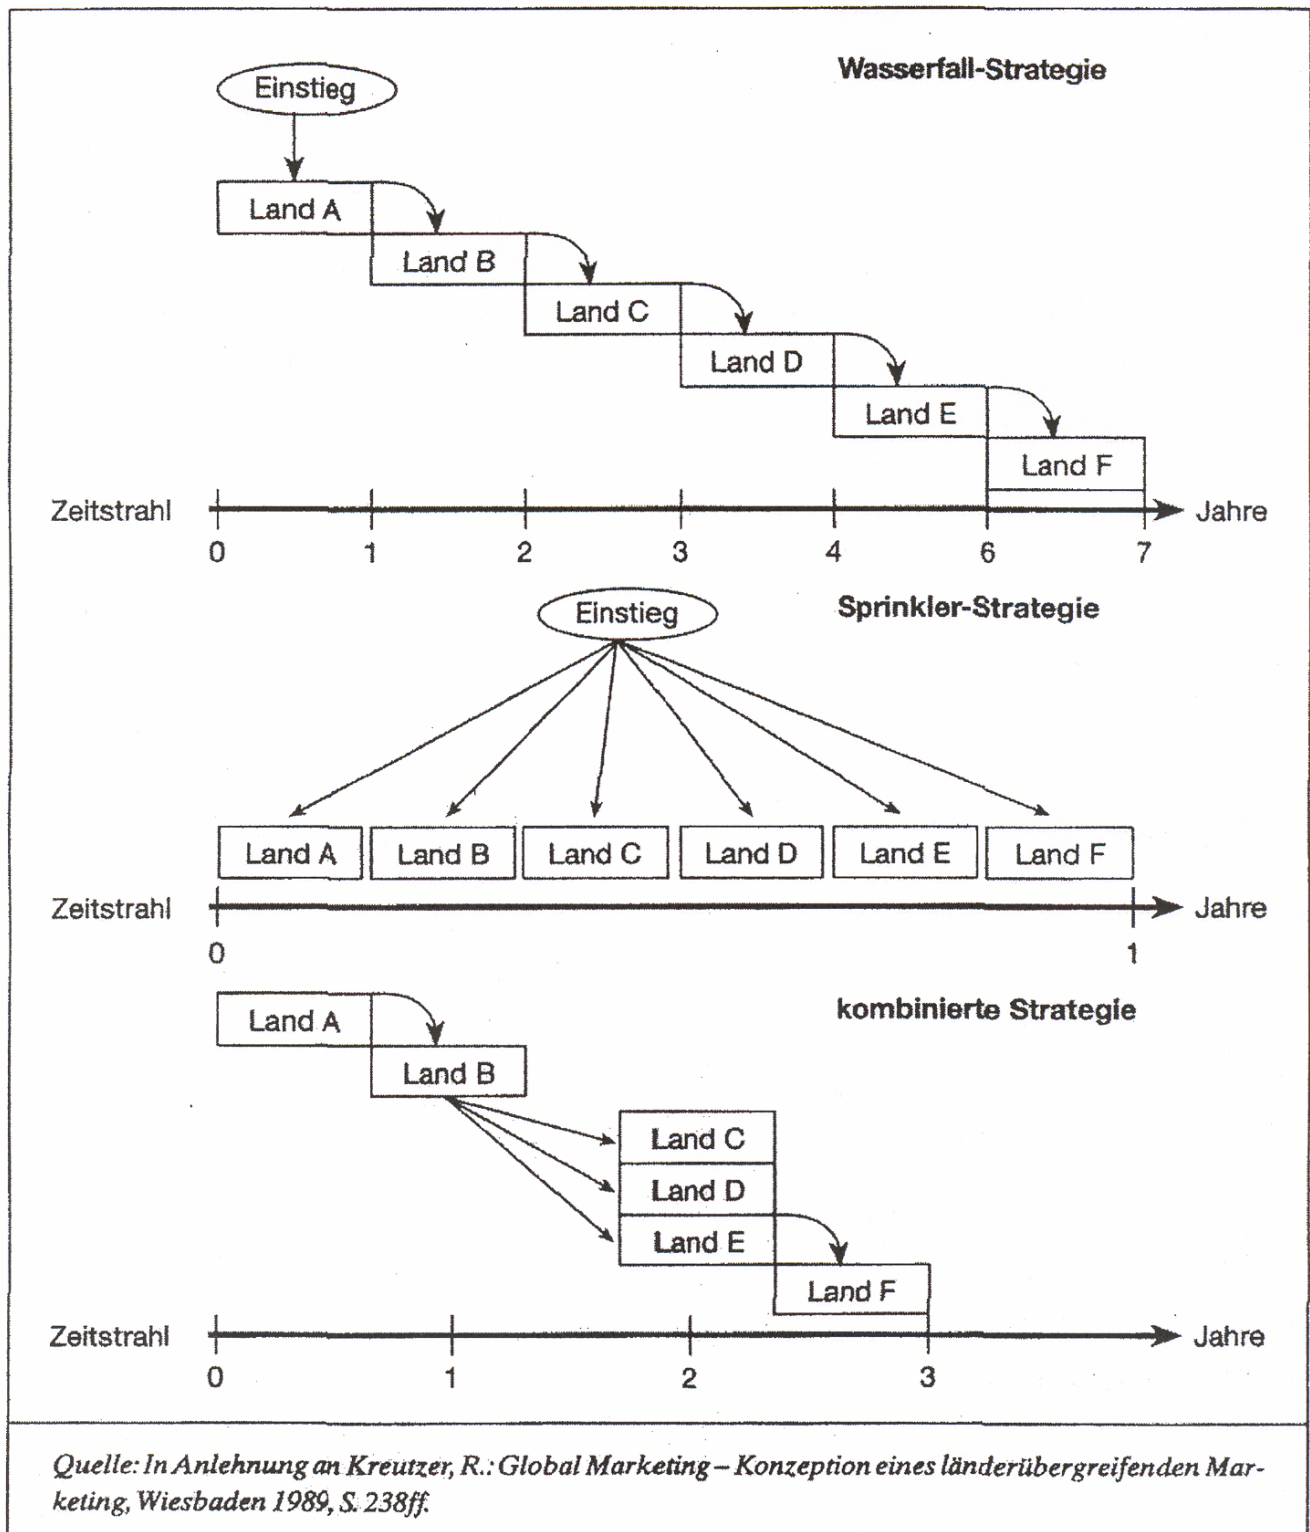 Wasserfall-Strategie
Einstieg
Land A
Land B
Land C
Land D
Land E
Land F
Zeitstrahl
Jahre
0 1 2 3 4 6 7
Sprinkler-Strategie
Einstieg
Land A Land B Land C Land D Land E Land F
Zeitstrahl
Jahre
0 1
kombinierte Strategie
Land A
Land B
Land C
Land D
Land E
Land F
Zeitstrahl
Jahre
0 1 2 3
Quelle: In Anlehnung an Kreutzer, R.: Global Marketing – Konzeption eines länderübergreifenden Mar-
keting, Wiesbaden 1989, S. 238ff.